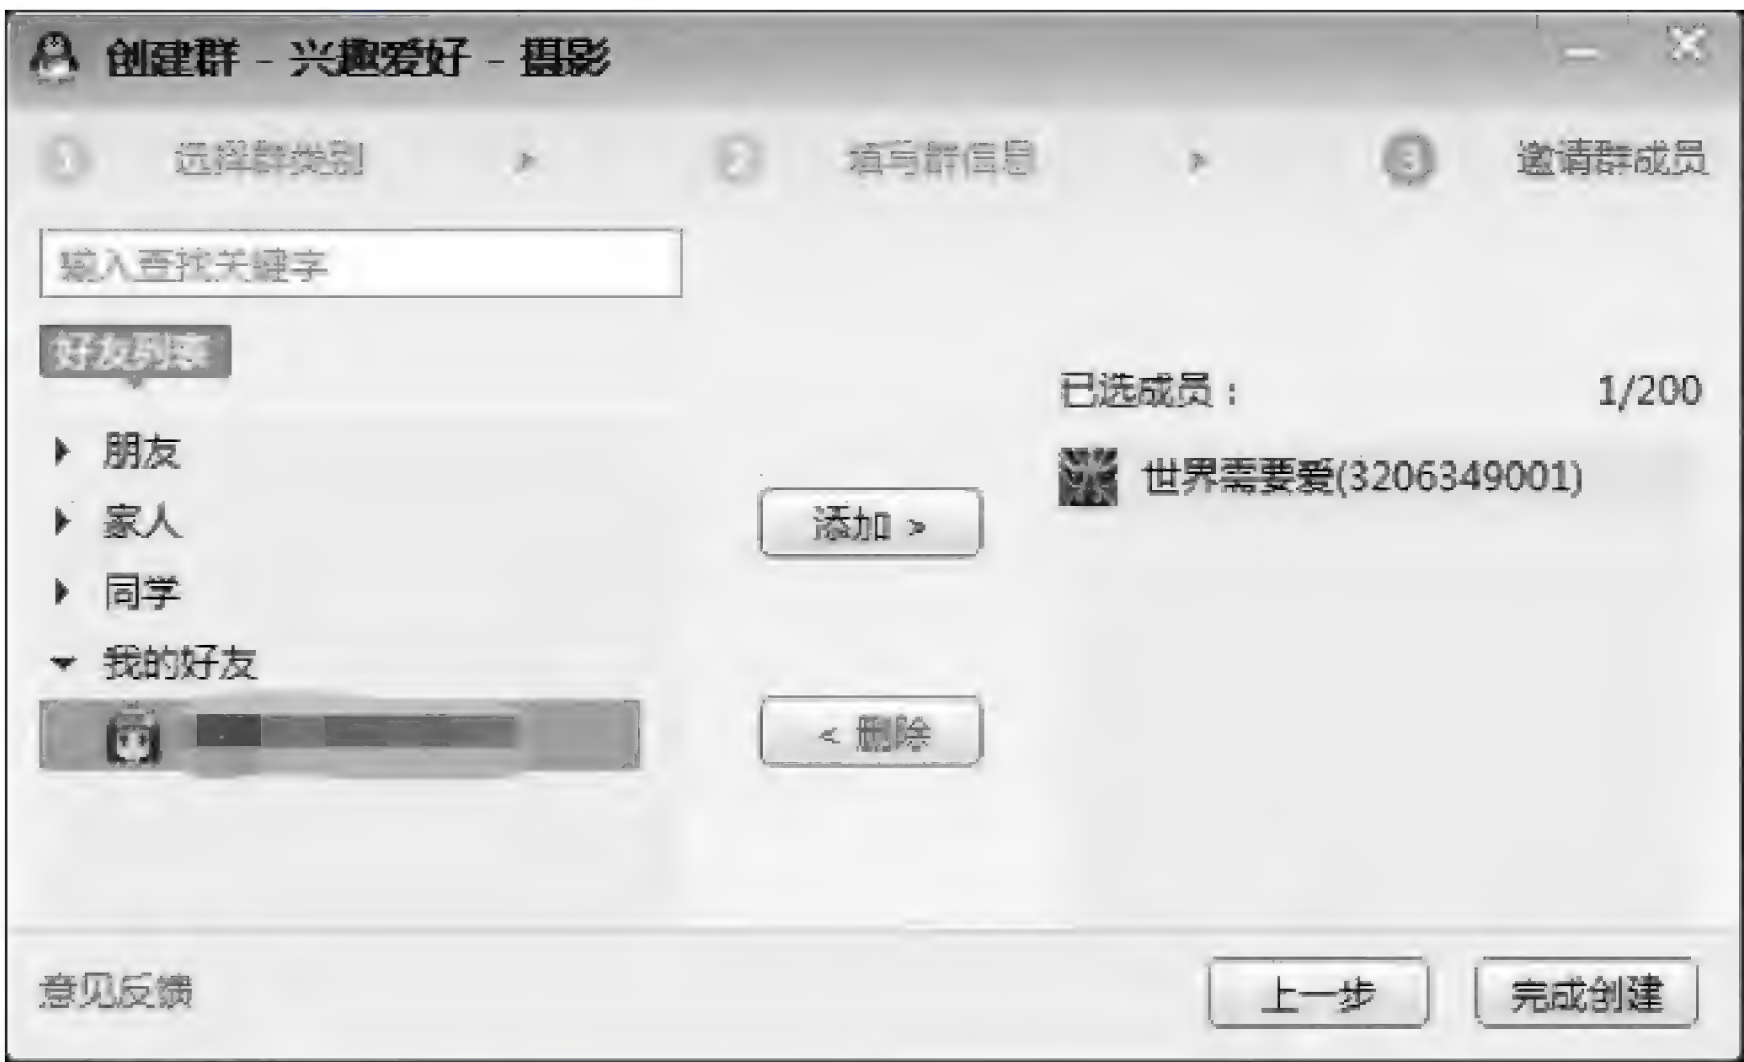 创建群 - 兴趣爱好 - 摄影
1 选择群类别 2 填写群信息 3 邀请群成员
输入查找关键字
好友列表
朋友
家人
同学
我的好友
添加 >
< 删除
已选成员： 1/200
世界需要爱(3206349001)
意见反馈
上一步
完成创建